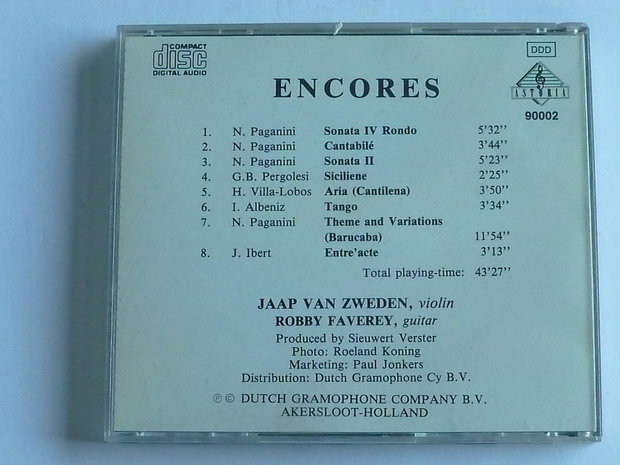 COMPACT
disc
DIGITAL AUDIO
DDD
ASTORIA
90002
ENCORES
1. N. Paganini Sonata IV Rondo 5'32''
2. N. Paganini Cantabilé 3'44''
3. N. Paganini Sonata II 5'23''
4. G.B. Pergolesi Siciliene 2'25''
5. H. Villa-Lobos Aria (Cantilena) 3'50''
6. I. Albeniz Tango 3'34''
7. N. Paganini Theme and Variations
(Barucaba) 11'54''
8. J. Ibert Entre'acte 3'13''
Total playing-time: 43'27''
JAAP VAN ZWEDEN, violin
ROBBY FAVEREY, guitar
Produced by Sieuwert Verster
Photo: Roeland Koning
Marketing: Paul Jonkers
Distribution: Dutch Gramophone Cy B.V.
℗ © DUTCH GRAMOPHONE COMPANY B.V.
AKERSLOOT-HOLLAND